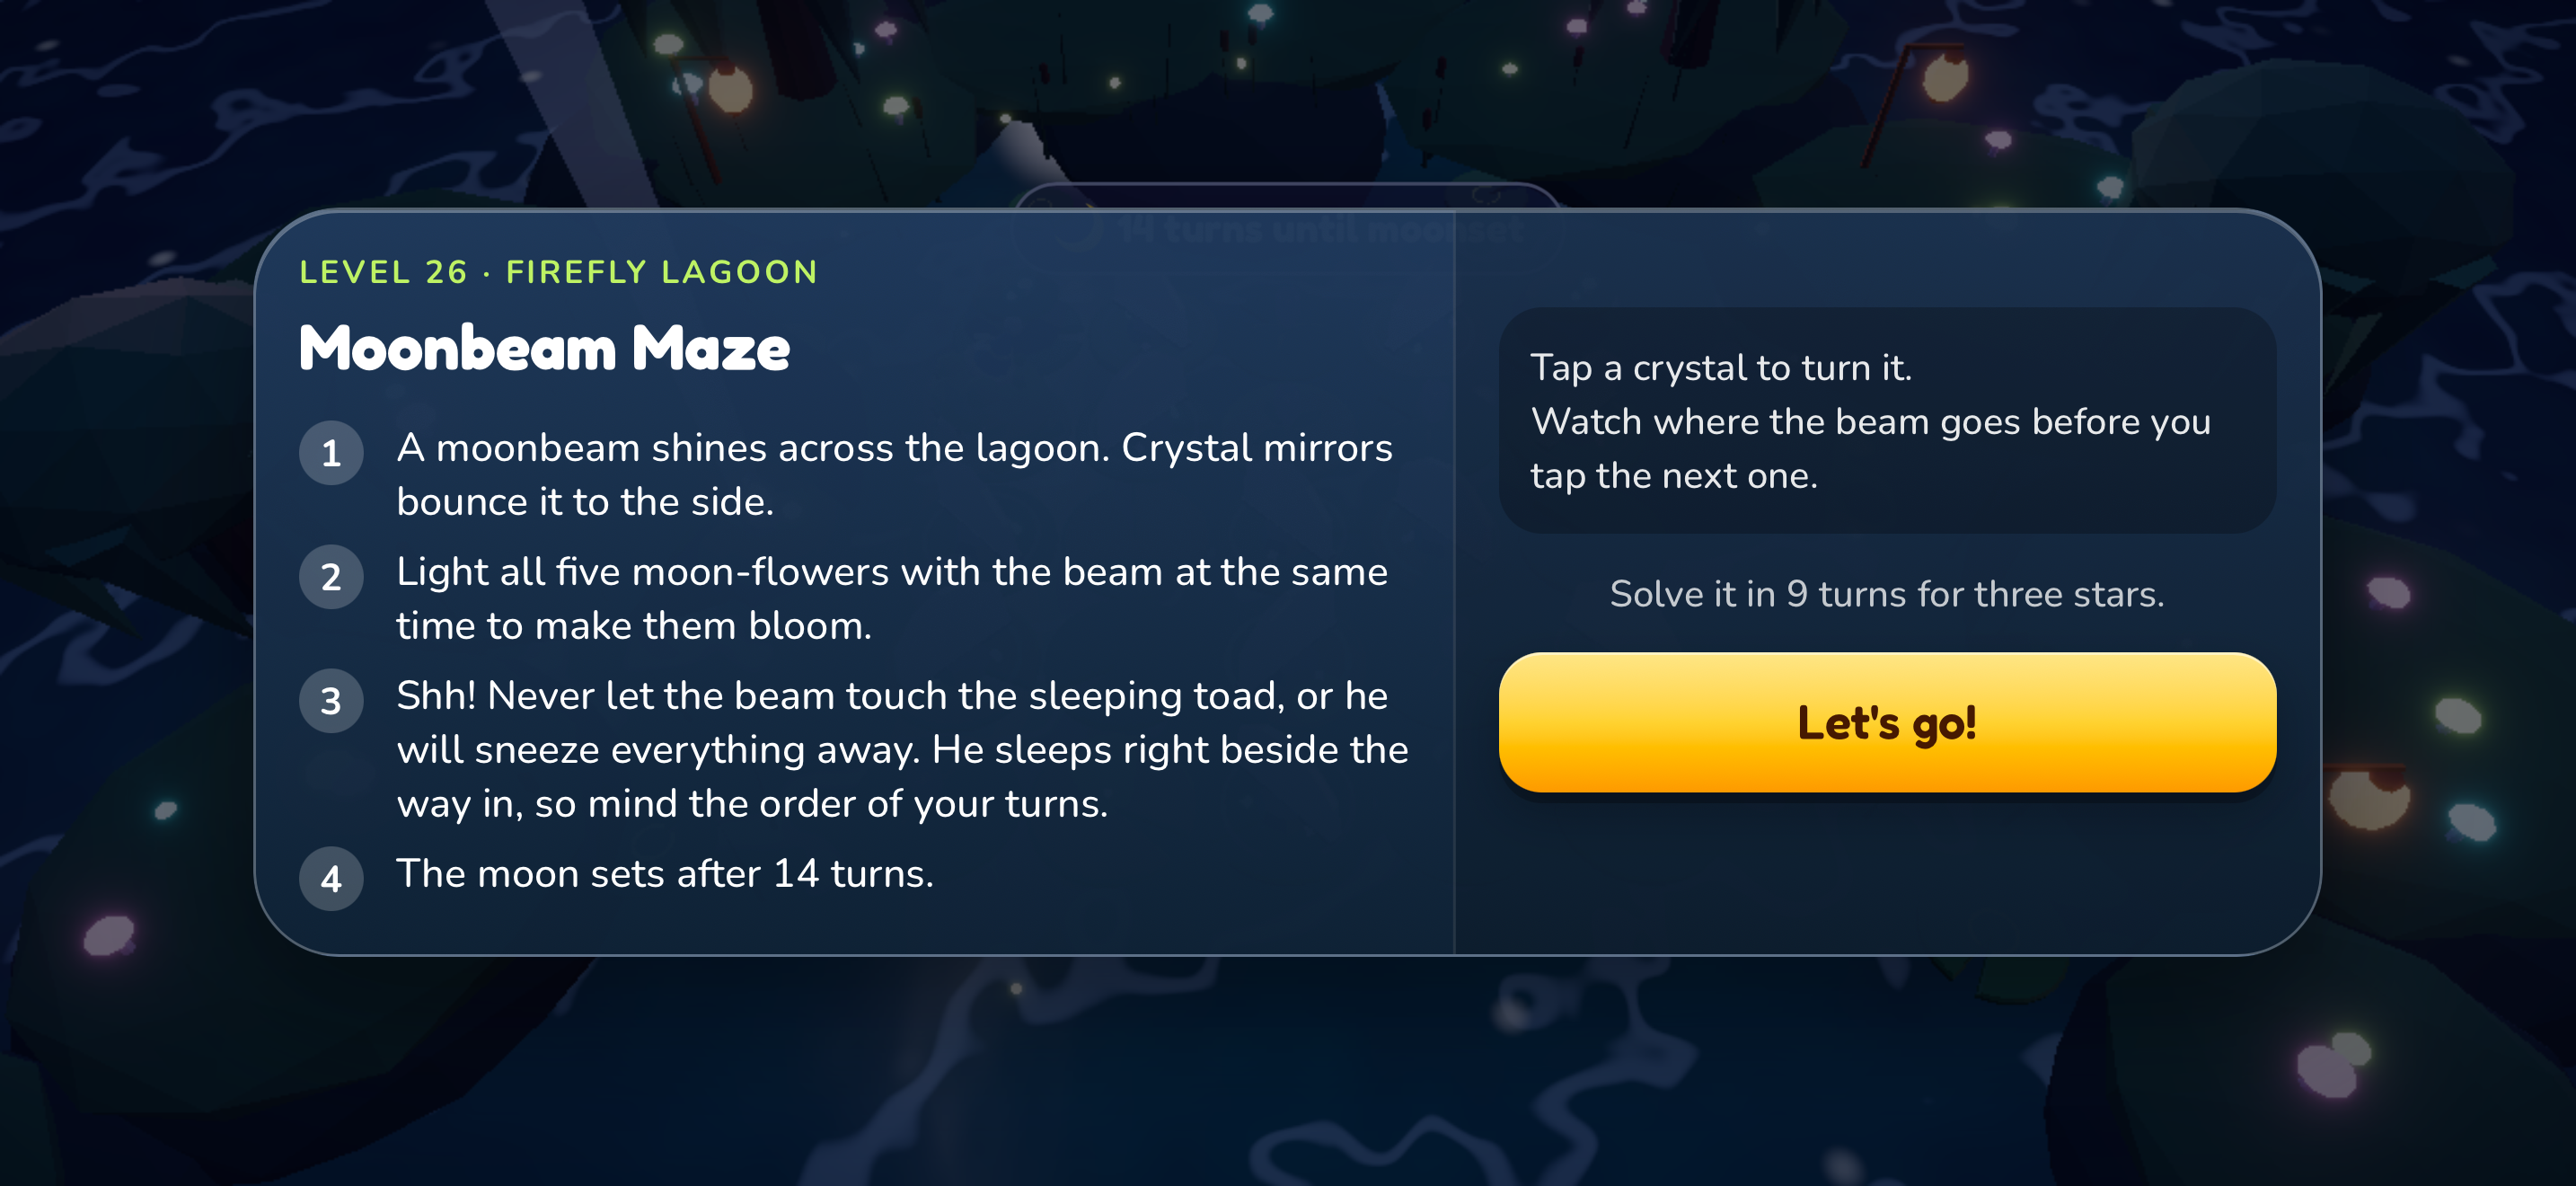 14 turns until moonset
LEVEL 26 · FIREFLY LAGOON
Moonbeam Maze
1 A moonbeam shines across the lagoon. Crystal mirrors
bounce it to the side.
2 Light all five moon-flowers with the beam at the same
time to make them bloom.
3 Shh! Never let the beam touch the sleeping toad, or he
will sneeze everything away. He sleeps right beside the
way in, so mind the order of your turns.
4 The moon sets after 14 turns.
Tap a crystal to turn it.
Watch where the beam goes before you
tap the next one.
Solve it in 9 turns for three stars.
Let's go!